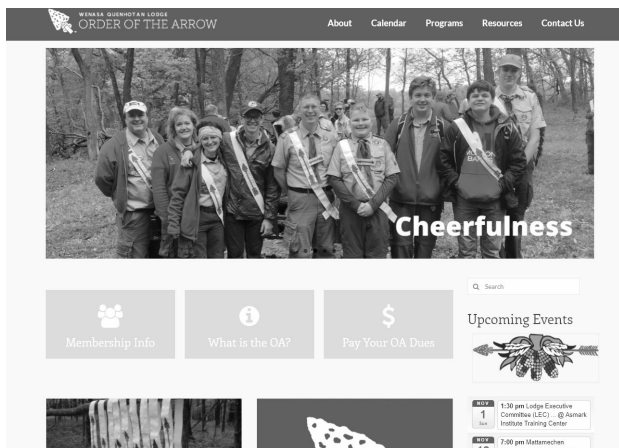 WENASA QUENHOTAN LODGE
ORDER OF THE ARROW
About Calendar Programs Resources Contact Us
Cheerfulness
Search
Membership Info
What is the OA?
Pay Your OA Dues
Upcoming Events
NOV
1
Sun
1:30 pm Lodge Executive
Committee (LEC) ... @ Asmark
Institute Training Center
NOV
7:00 pm Mattamechen